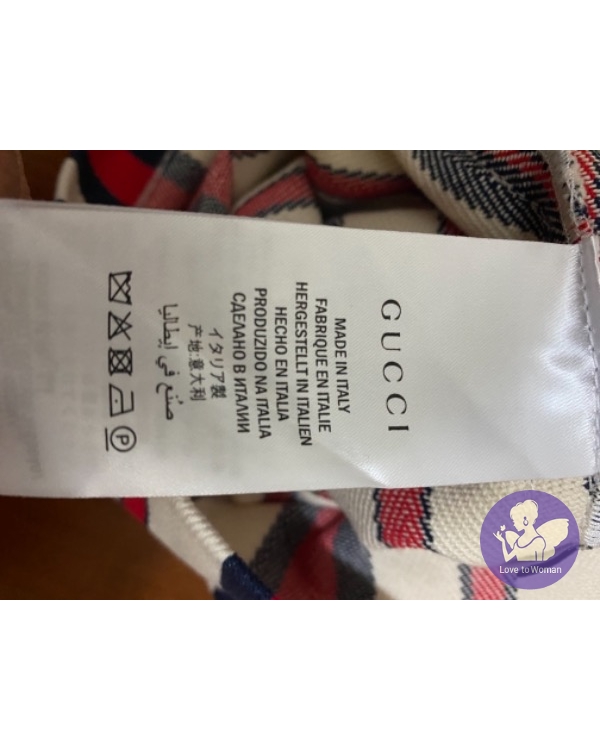 GUCCI
MADE IN ITALY
FABRIQUE EN ITALIE
HERGESTELLT IN ITALIEN
HECHO EN ITALIA
PRODUZIDO NA ITALIA
СДЕЛАНО В ИТАЛИИ
イタリア製
产地:意大利
صُنع في إيطاليا
P
Love to Woman